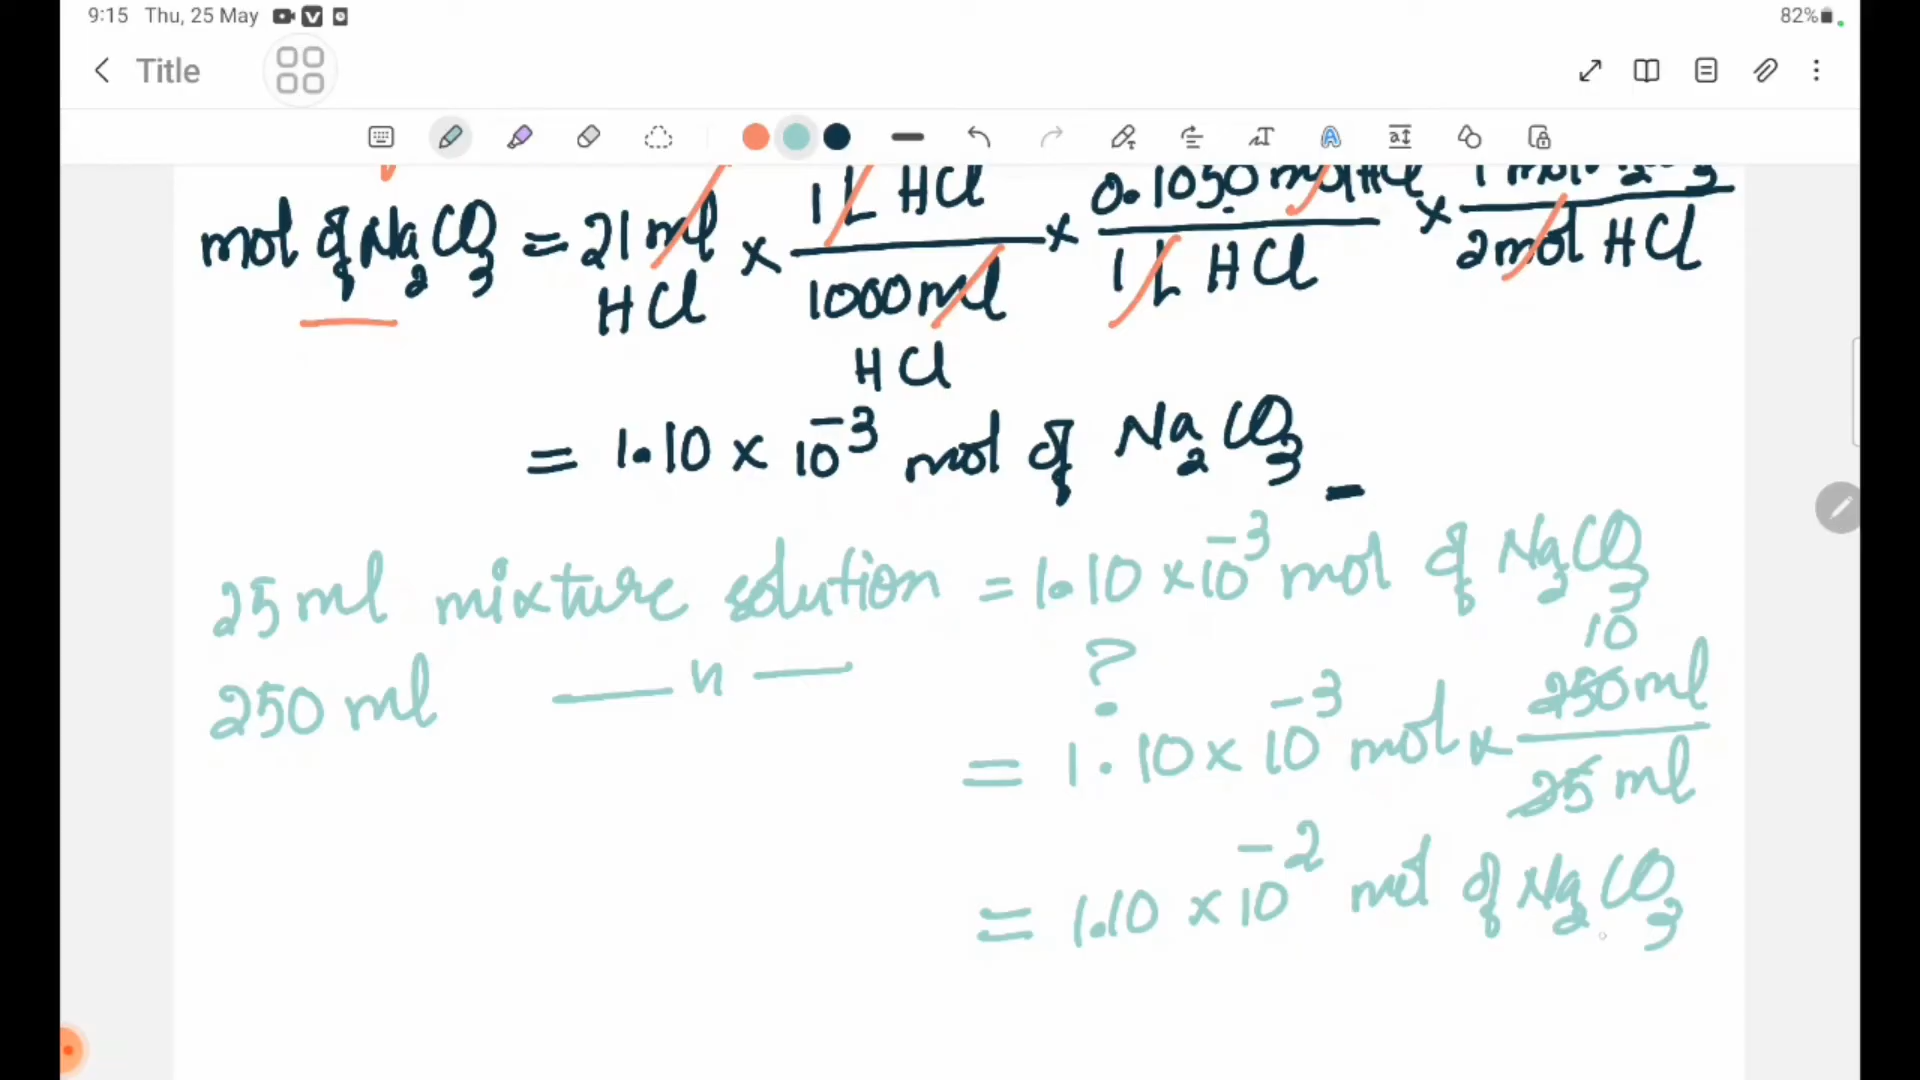 9:15 Thu, 25 May 82%
Title
1 L HCl 0.1050 mol HCl
mol of Na2CO3 = 21 ml × × ×
HCl 1000 ml 1 L HCl 2 mol HCl
HCl
= 1.10 × 10⁻³ mol of Na2CO3
25 ml mixture solution = 1.10 × 10⁻³ mol of Na2CO3
10
250 ml — " — ?
= 1.10 × 10⁻³ mol × 250 ml
25 ml
= 1.10 × 10⁻² mol of Na2CO3